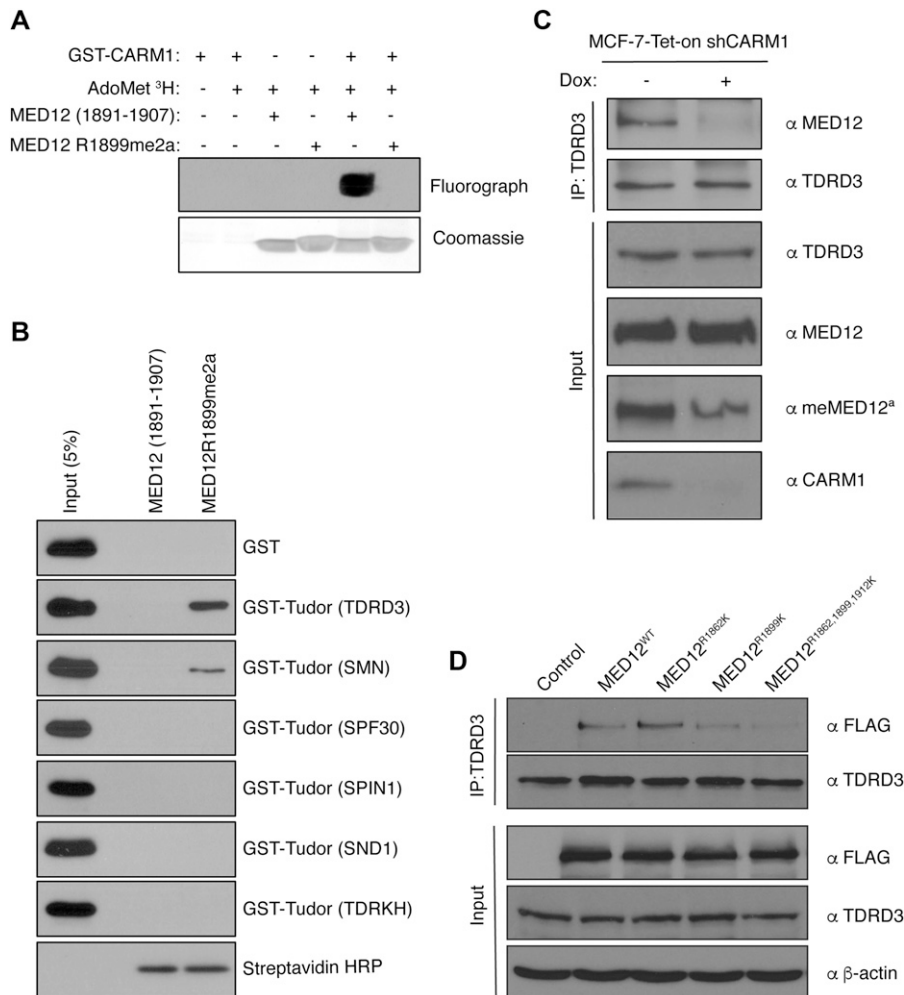 A
GST-CARM1: + + - - + +
AdoMet ³H: - + + + + +
MED12 (1891-1907): - - + - + -
MED12 R1899me2a: - - - + - +
Fluorograph
Coomassie
B
Input (5%)
MED12 (1891-1907)
MED12R1899me2a
GST
GST-Tudor (TDRD3)
GST-Tudor (SMN)
GST-Tudor (SPF30)
GST-Tudor (SPIN1)
GST-Tudor (SND1)
GST-Tudor (TDRKH)
Streptavidin HRP
C
MCF-7-Tet-on shCARM1
Dox: - +
IP: TDRD3
α MED12
α TDRD3
Input
α TDRD3
α MED12
α meMED12ᵃ
α CARM1
D
Control
MED12ᵂᵀ
MED12ᴿ¹⁸⁶²ᴷ
MED12ᴿ¹⁸⁹⁹ᴷ
MED12ᴿ¹⁸⁶²,¹⁸⁹⁹,¹⁹¹²ᴷ
IP:TDRD3
α FLAG
α TDRD3
Input
α FLAG
α TDRD3
α β-actin